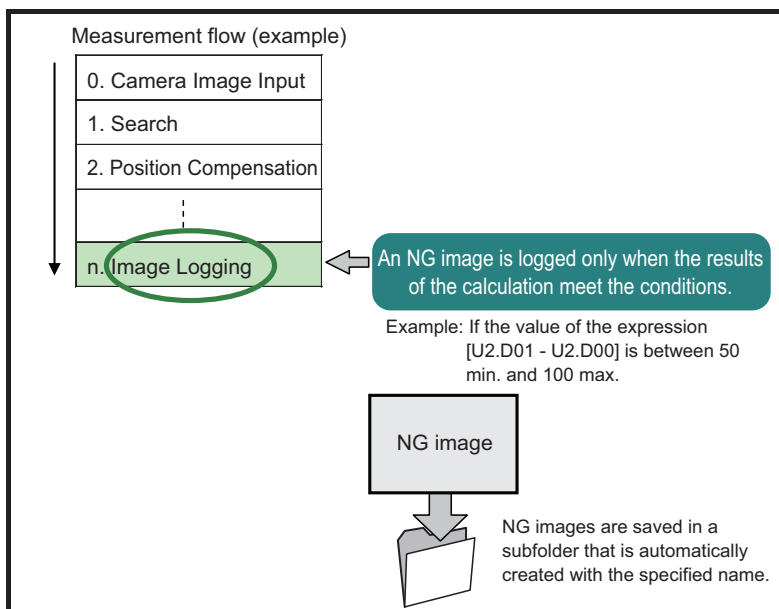 Measurement flow (example)
0. Camera Image Input
1. Search
2. Position Compensation
n. Image Logging
An NG image is logged only when the results
of the calculation meet the conditions.
Example: If the value of the expression
[U2.D01 - U2.D00] is between 50
min. and 100 max.
NG image
NG images are saved in a
subfolder that is automatically
created with the specified name.